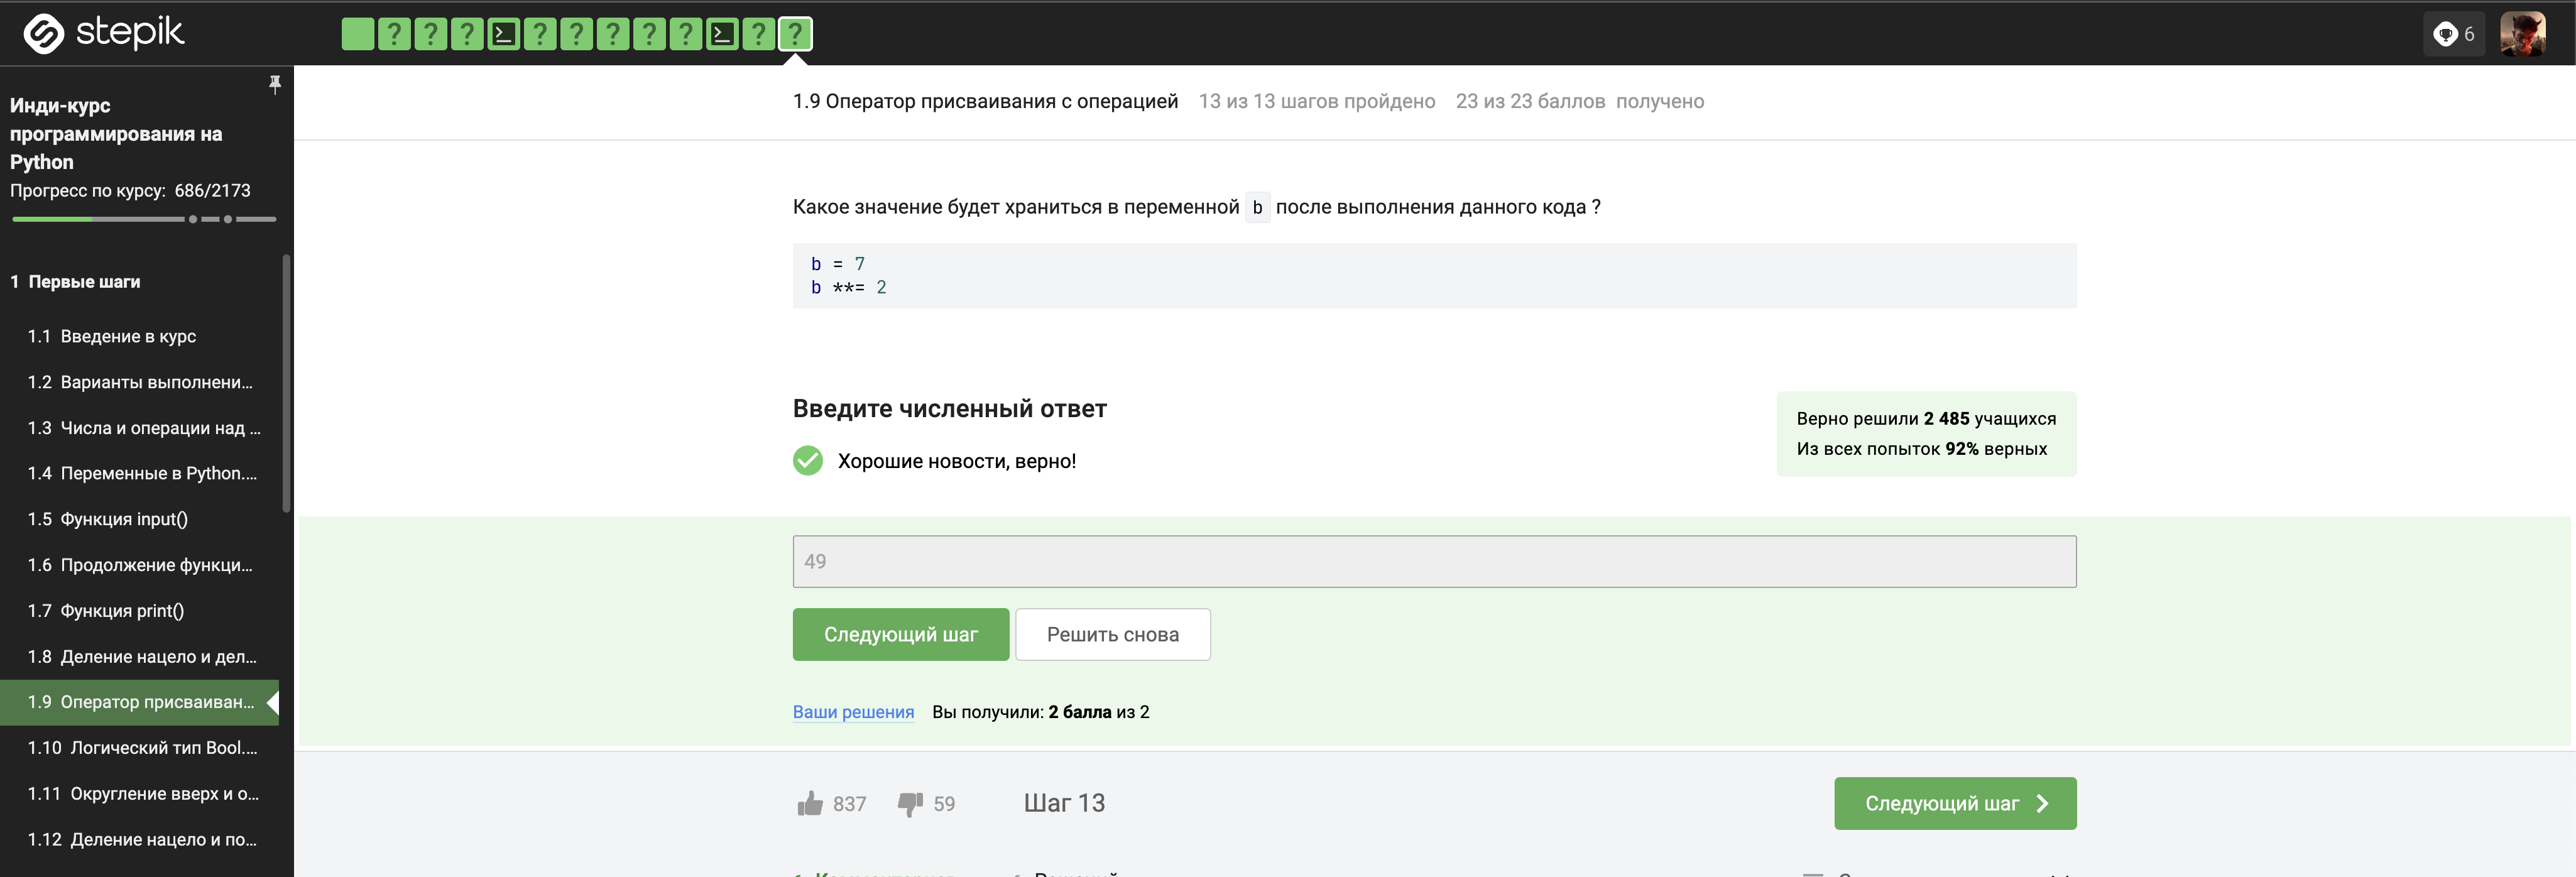 stepik
? ? ? >_ ? ? ? ? ? >_ ? ?
6
Инди-курс
программирования на
Python
Прогресс по курсу: 686/2173
1 Первые шаги
1.1 Введение в курс
1.2 Варианты выполнени...
1.3 Числа и операции над ...
1.4 Переменные в Python....
1.5 Функция input()
1.6 Продолжение функци...
1.7 Функция print()
1.8 Деление нацело и дел...
1.9 Оператор присваиван...
1.10 Логический тип Bool....
1.11 Округление вверх и о...
1.12 Деление нацело и по...
1.9 Оператор присваивания с операцией 13 из 13 шагов пройдено 23 из 23 баллов получено
Какое значение будет храниться в переменной b после выполнения данного кода ?
b = 7
b **= 2
Введите численный ответ
Хорошие новости, верно!
Верно решили 2 485 учащихся
Из всех попыток 92% верных
49
Следующий шаг Решить снова
Ваши решения Вы получили: 2 балла из 2
837 59 Шаг 13 Следующий шаг